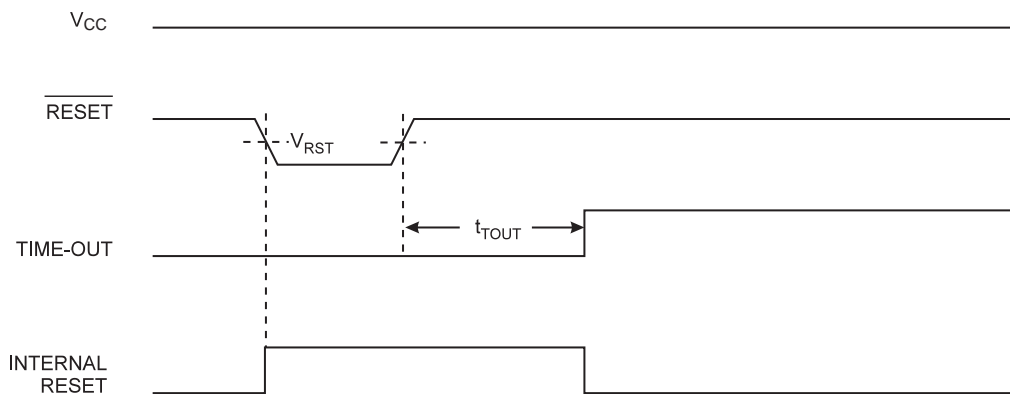 VCC
RESET
VRST
tTOUT
TIME-OUT
INTERNAL
RESET